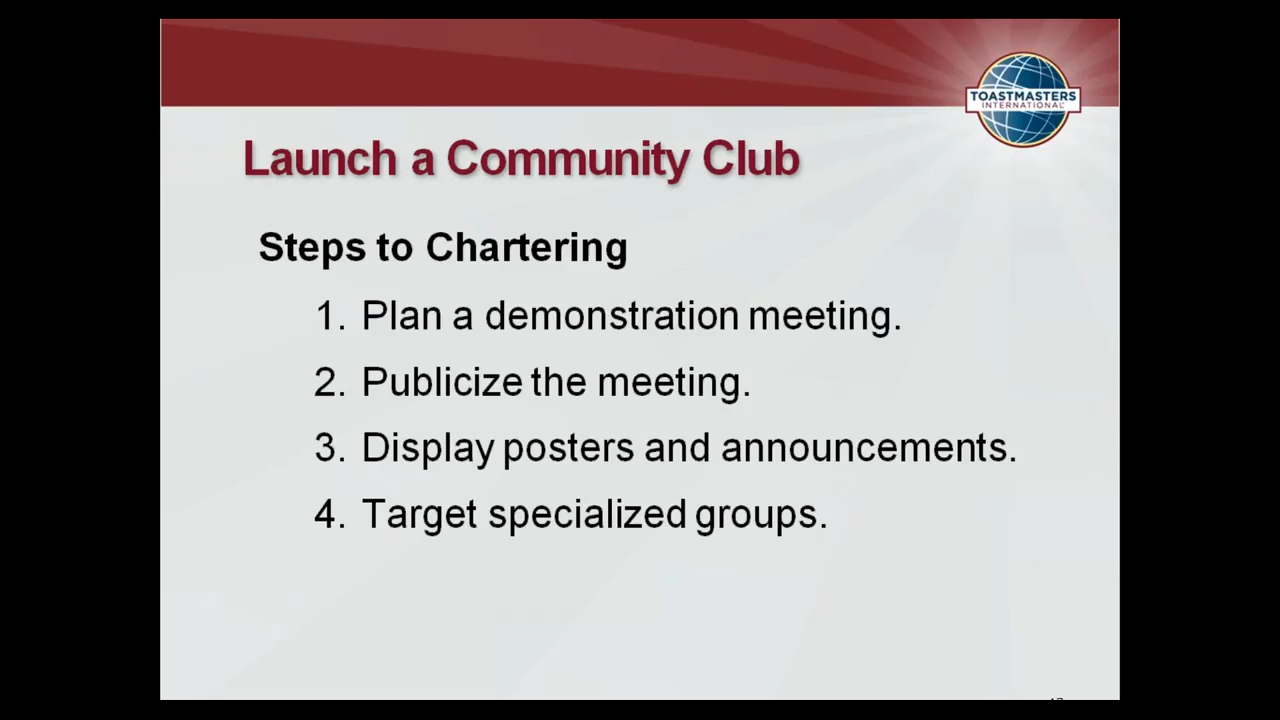 TOASTMASTERS
INTERNATIONAL
Launch a Community Club
Steps to Chartering
1. Plan a demonstration meeting.
2. Publicize the meeting.
3. Display posters and announcements.
4. Target specialized groups.